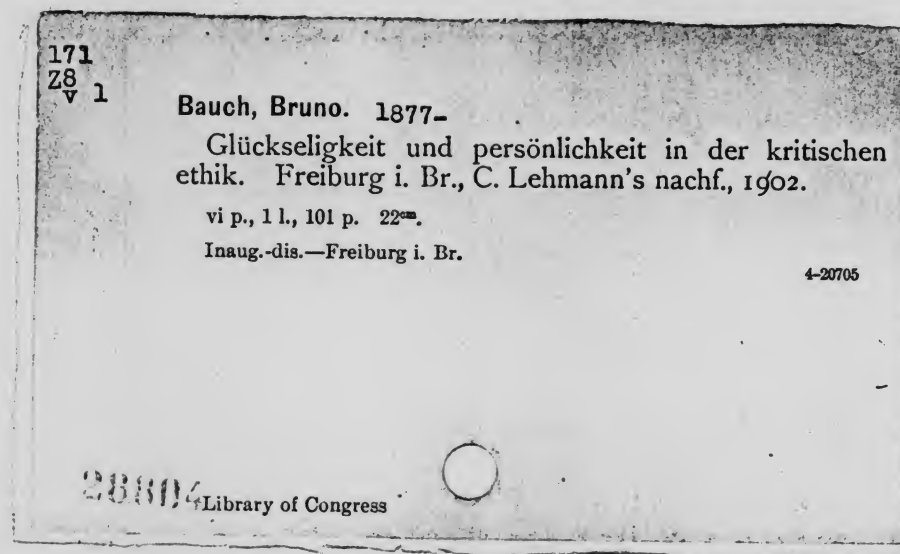 171
Z8
v 1
Bauch, Bruno. 1877-
Glückseligkeit und persönlichkeit in der kritischen
ethik. Freiburg i. Br., C. Lehmann's nachf., 1902.
vi p., 1 l., 101 p. 22cm.
Inaug.-dis.—Freiburg i. Br.
4-20705
28804
Library of Congress